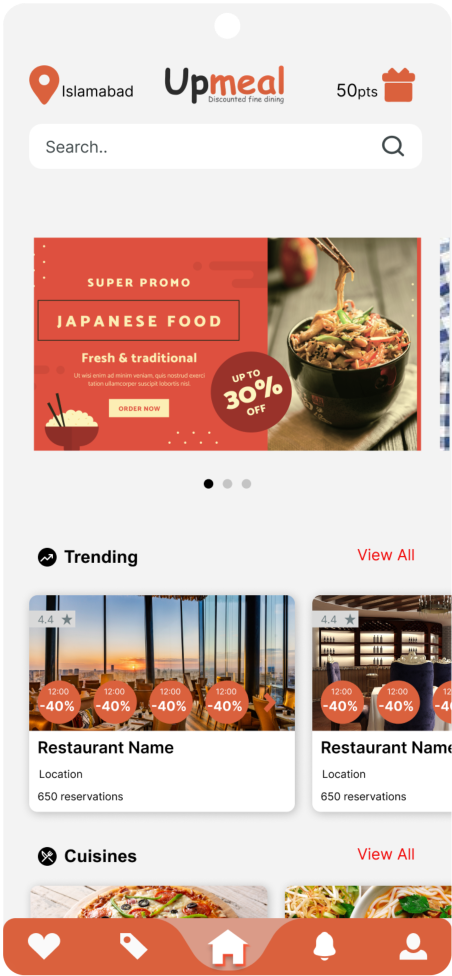 Islamabad
Upmeal
Discounted fine dining
50pts
Search..
SUPER PROMO
JAPANESE FOOD
Fresh & traditional
Ut wisi enim ad minim veniam, quis nostrud exerci
tation ullamcorper suscipit lobortis nisl.
ORDER NOW
UP TO
30%
OFF
Trending
View All
4.4
4.4
12:00
-40%
12:00
-40%
12:00
-40%
12:00
-40%
12:00
-40%
12:00
-40%
Restaurant Name
Location
650 reservations
Restaurant Name
Location
650 reservations
Cuisines
View All